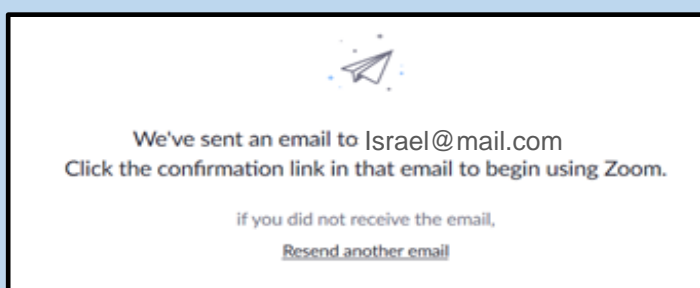 We've sent an email to Israel@mail.com
Click the confirmation link in that email to begin using Zoom.
if you did not receive the email,
Resend another email